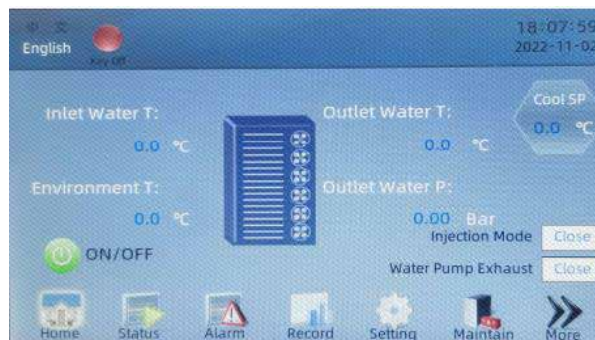 中 文
18:07:59
English
2022-11-02
Key Off
Cool SP
0.0 ℃
Inlet Water T:
0.0 ℃
Outlet Water T:
0.0 ℃
Environment T:
0.0 ℃
Outlet Water P:
0.00 Bar
Injection Mode Close
ON/OFF
Water Pump Exhaust Close
Home Status Alarm Record Setting Maintain More